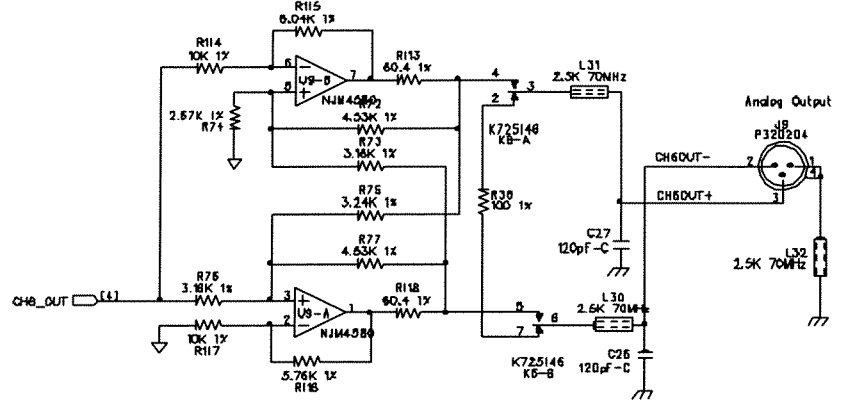 R115
6.04K 1%
R114
10K 1%
6
U9-B
7
5
NJM4580
R113
60.4 1%
2.67K 1%
R74
R72
4.53K 1%
R73
3.16K 1%
R75
3.24K 1%
R77
4.53K 1%
CH6_OUT
[4]
R76
3.16K 1%
3
U9-A
1
2
NJM4580
10K 1%
R117
5.76K 1%
R116
R118
60.4 1%
4
3
2
K725146
K6-A
R36
100 1%
5
6
7
K725146
K6-B
L31
2.5K 70MHz
C27
120pF-C
L30
2.5K 70MHz
C26
120pF-C
Analog Output
J9
P320204
CH6OUT-
2
1
4
CH6OUT+
3
L32
2.5K 70MHz